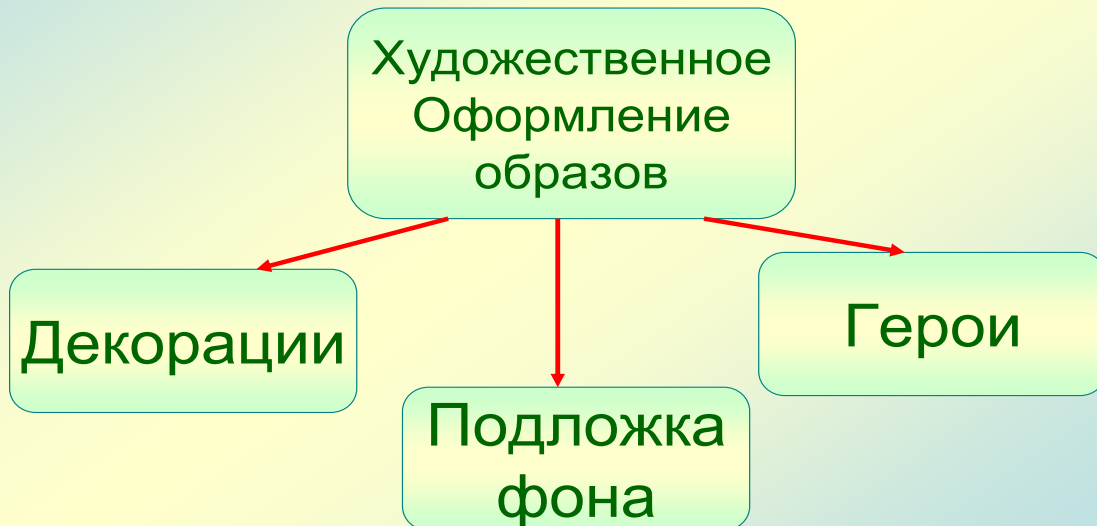 Художественное
Оформление
образов
Декорации
Герои
Подложка
фона